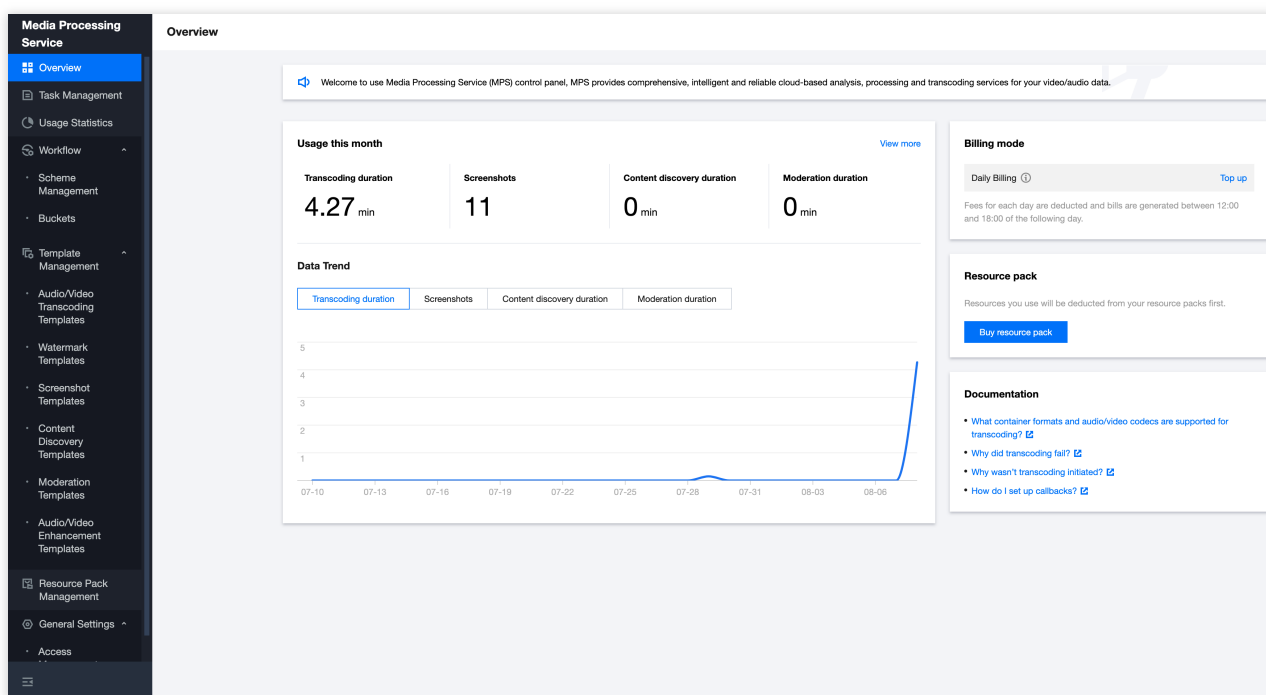 Media Processing
Service
Overview
Task Management
Usage Statistics
Workflow
Scheme
Management
Buckets
Template
Management
Audio/Video
Transcoding
Templates
Watermark
Templates
Screenshot
Templates
Content
Discovery
Templates
Moderation
Templates
Audio/Video
Enhancement
Templates
Resource Pack
Management
General Settings
Access
Overview
Welcome to use Media Processing Service (MPS) control panel, MPS provides comprehensive, intelligent and reliable cloud-based analysis, processing and transcoding services for your video/audio data.
Usage this month
View more
Transcoding duration
Screenshots
Content discovery duration
Moderation duration
4.27 min
11
0 min
0 min
Data Trend
Transcoding duration
Screenshots
Content discovery duration
Moderation duration
5
4
3
2
1
07-10
07-13
07-16
07-19
07-22
07-25
07-28
07-31
08-03
08-06
Billing mode
Daily Billing
Top up
Fees for each day are deducted and bills are generated between 12:00
and 18:00 of the following day.
Resource pack
Resources you use will be deducted from your resource packs first.
Buy resource pack
Documentation
• What container formats and audio/video codecs are supported for
transcoding?
• Why did transcoding fail?
• Why wasn't transcoding initiated?
• How do I set up callbacks?